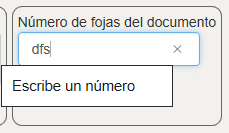 Número de fojas del documento
dfs
Escribe un número